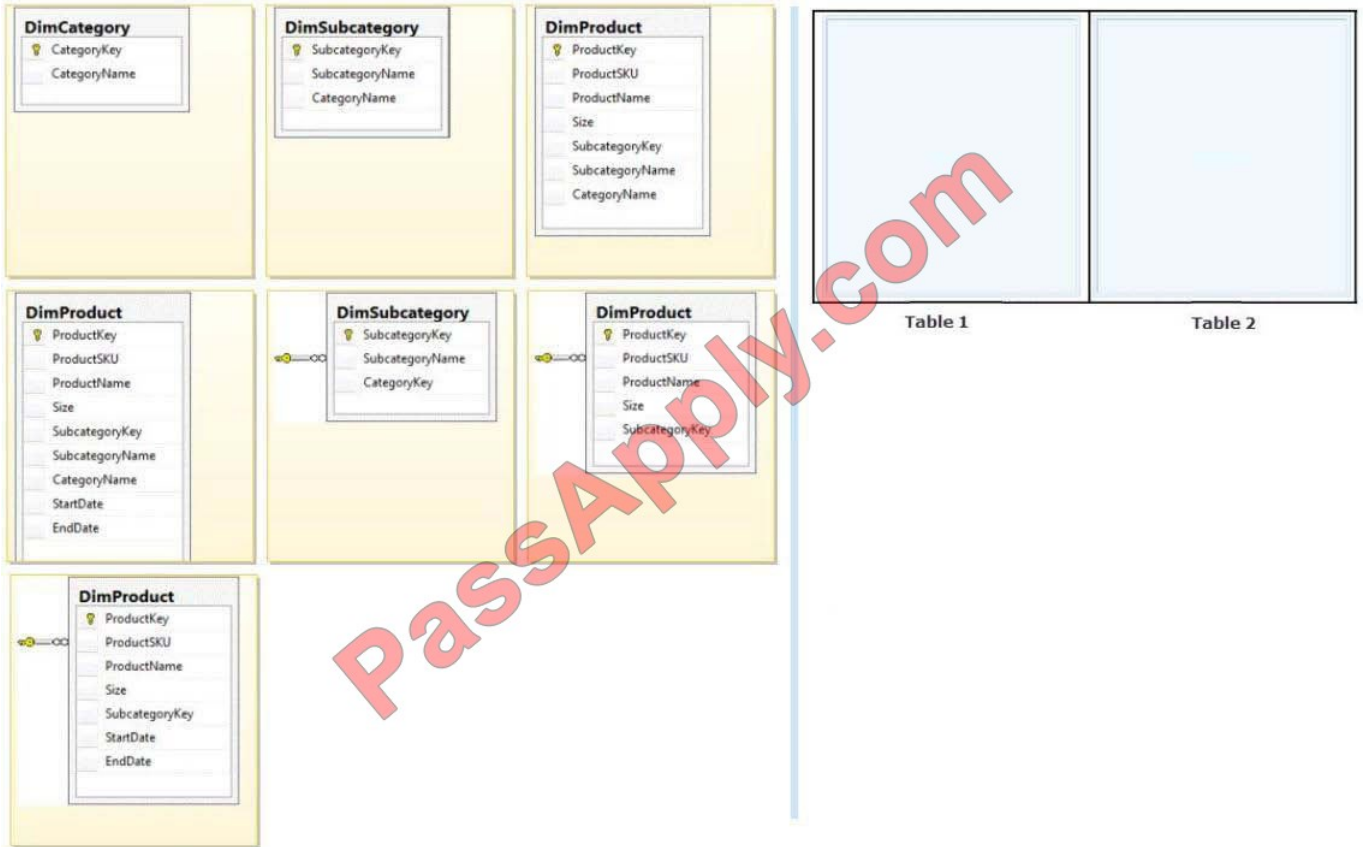 DimCategory
CategoryKey
CategoryName
DimSubcategory
SubcategoryKey
SubcategoryName
CategoryName
DimProduct
ProductKey
ProductSKU
ProductName
Size
SubcategoryKey
SubcategoryName
CategoryName
DimProduct
ProductKey
ProductSKU
ProductName
Size
SubcategoryKey
SubcategoryName
CategoryName
StartDate
EndDate
DimSubcategory
SubcategoryKey
SubcategoryName
CategoryKey
DimProduct
ProductKey
ProductSKU
ProductName
Size
SubcategoryKey
DimProduct
ProductKey
ProductSKU
ProductName
Size
SubcategoryKey
StartDate
EndDate
Table 1
Table 2
PassApply.com